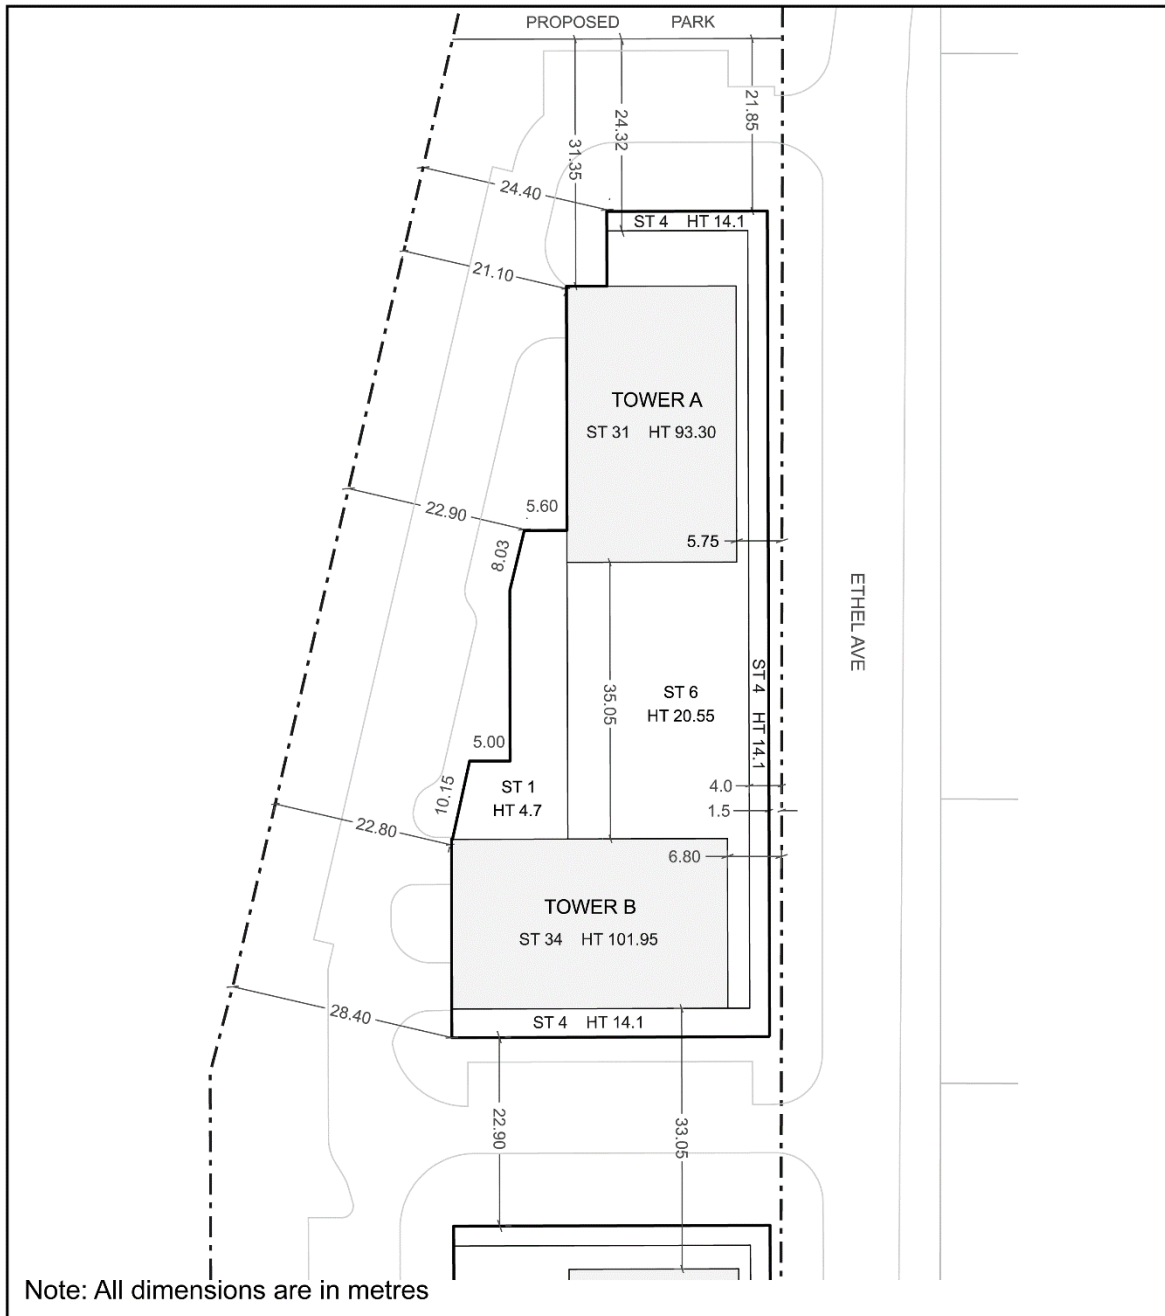 PROPOSED PARK
21.85
24.32
31.35
24.40
ST 4 HT 14.1
21.10
TOWER A
ST 31 HT 93.30
5.60
22.90
8.03
5.75
ETHEL AVE
35.05
ST 6
HT 20.55
ST 4 HT 14.1
5.00
ST 1
HT 4.7
10.15
4.0
1.5
22.80
6.80
TOWER B
ST 34 HT 101.95
28.40
ST 4 HT 14.1
22.90
33.05
Note: All dimensions are in metres